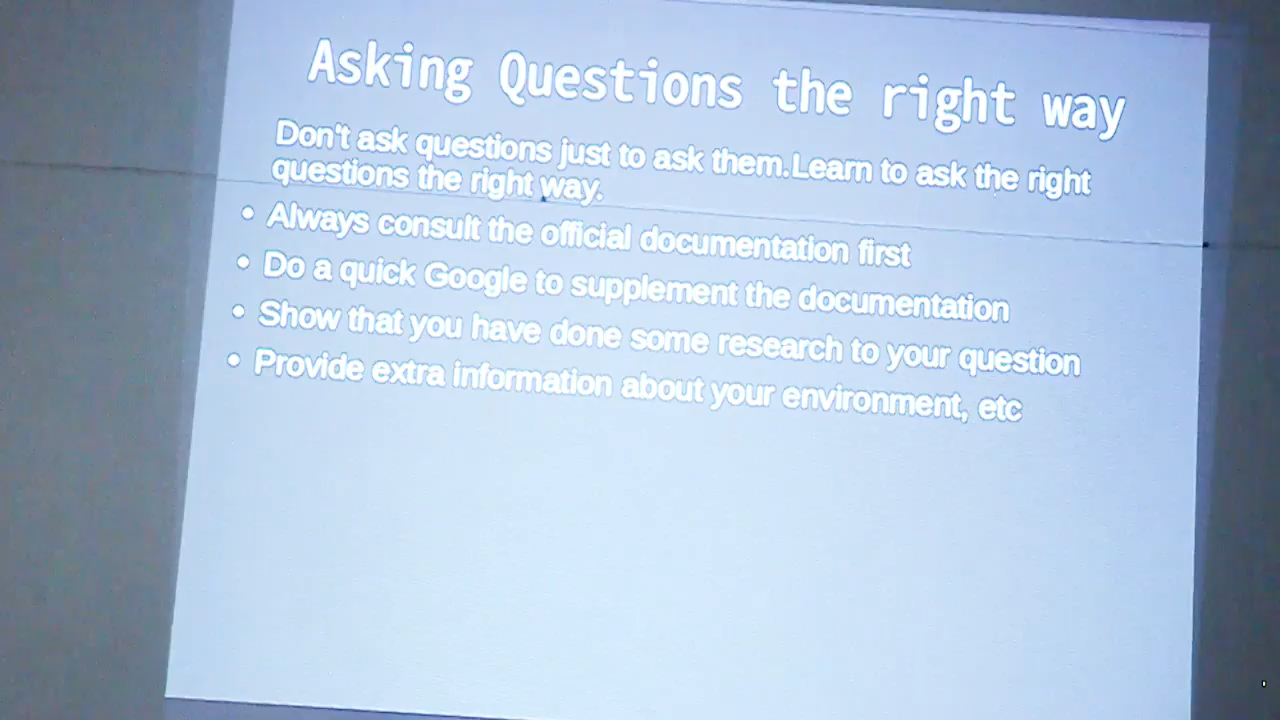 Asking Questions the right way
Don't ask questions just to ask them.Learn to ask the right
questions the right way.
• Always consult the official documentation first
• Do a quick Google to supplement the documentation
• Show that you have done some research to your question
• Provide extra information about your environment, etc